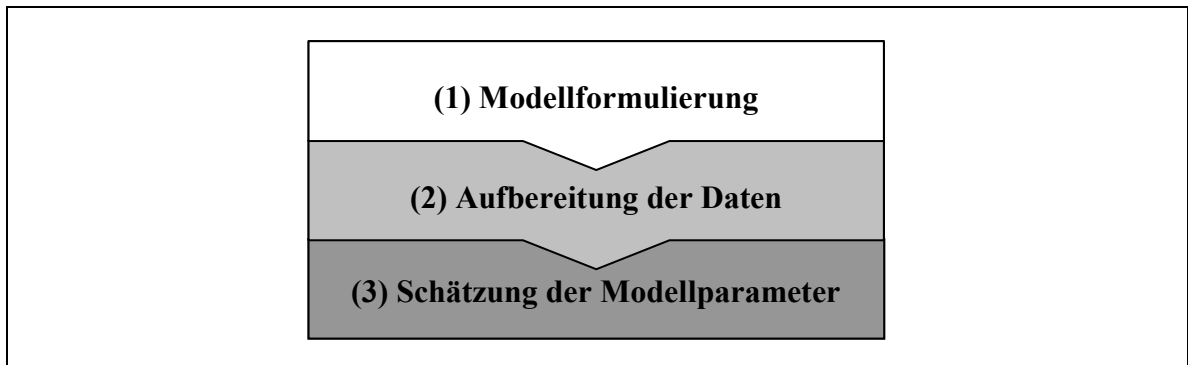 (1) Modellformulierung
(2) Aufbereitung der Daten
(3) Schätzung der Modellparameter